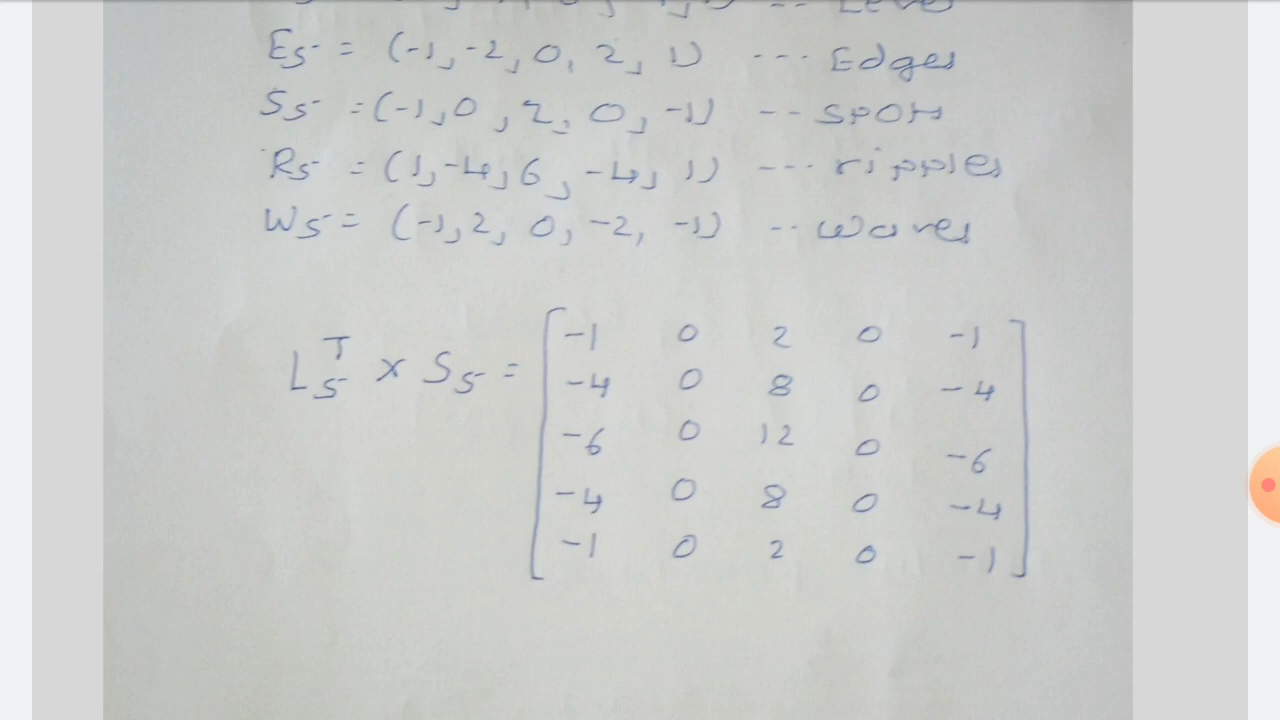 E5 = (-1, -2, 0, 2, 1) --- Edges
S5 = (-1, 0, 2, 0, -1) -- spots
R5 = (1, -4, 6, -4, 1) --- ripples
W5 = (-1, 2, 0, -2, -1) -- waves
L5^T × S5 =
-1 0 2 0 -1
-4 0 8 0 -4
-6 0 12 0 -6
-4 0 8 0 -4
-1 0 2 0 -1